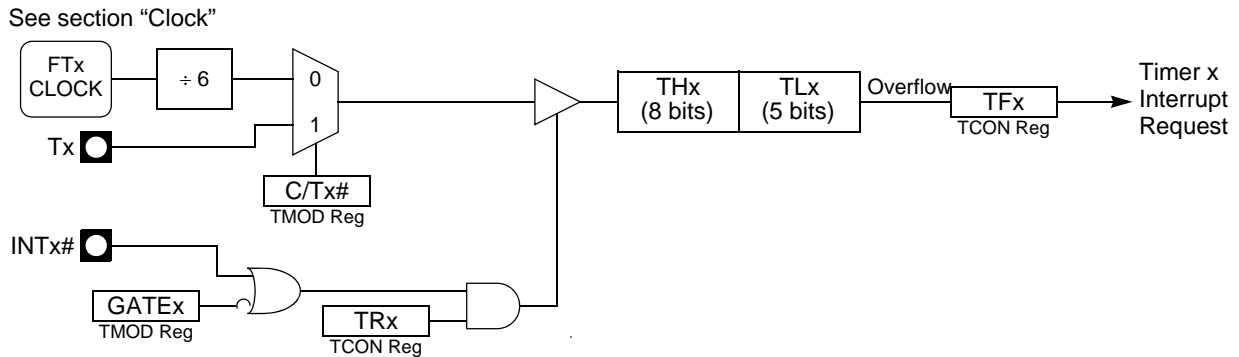 See section “Clock”
FTx
CLOCK
÷ 6
0
1
Tx
C/Tx#
TMOD Reg
THx
(8 bits)
TLx
(5 bits)
Overflow
TFx
TCON Reg
Timer x
Interrupt
Request
INTx#
GATEx
TMOD Reg
TRx
TCON Reg